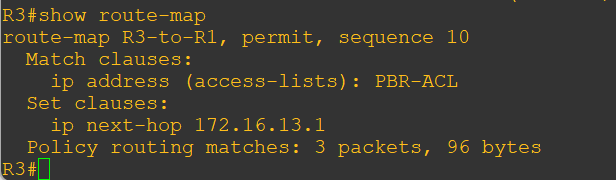 R3#show route-map
route-map R3-to-R1, permit, sequence 10
  Match clauses:
    ip address (access-lists): PBR-ACL
  Set clauses:
    ip next-hop 172.16.13.1
  Policy routing matches: 3 packets, 96 bytes
R3#